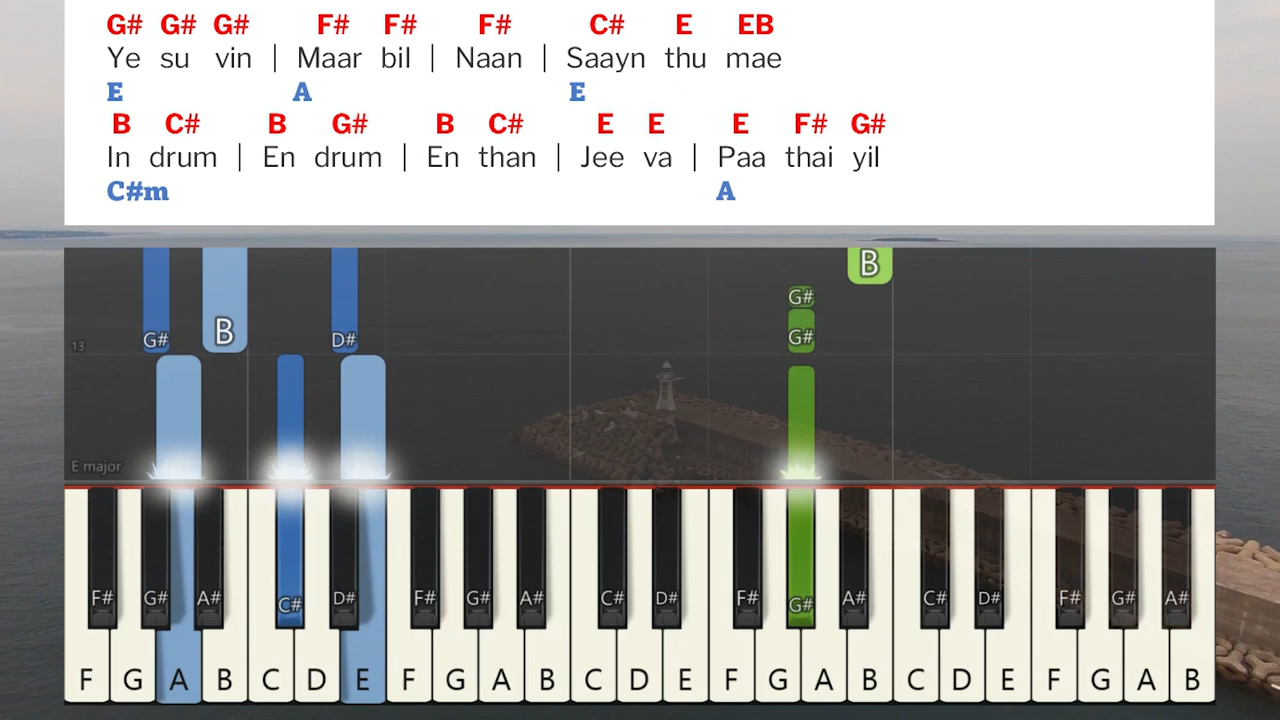 G# G# G# F# F# F# C# E EB
Ye su vin | Maar bil | Naan | Saayn thu mae
E A E
B C# B G# B C# E E E F# G#
In drum | En drum | En than | Jee va | Paa thai yil
C#m A
B
G#
G# B D# G#
13
E major
F# G# A# C# D# F# G# A# C# D# F# G# A# C# D# F# G# A#
F G A B C D E F G A B C D E F G A B C D E F G A B